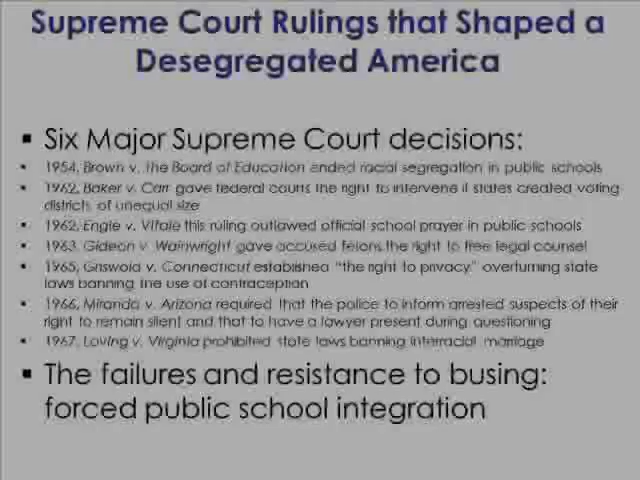 Supreme Court Rulings that Shaped a
Desegregated America
▪ Six Major Supreme Court decisions:
▪ 1954, Brown v. The Board of Education ended racial segregation in public schools
▪ 1962, Baker v. Carr gave federal courts the right to intervene if states created voting
districts of unequal size
▪ 1962, Engle v. Vitale this ruling outlawed official school prayer in public schools
▪ 1963, Gideon v. Wainwright gave accused felons the right to free legal counsel
▪ 1965, Griswold v. Connecticut established "the right to privacy" overturning state
laws banning the use of contraception
▪ 1966, Miranda v. Arizona required that the police to inform arrested suspects of their
right to remain silent and that to have a lawyer present during questioning
▪ 1967, Loving v. Virginia prohibited state laws banning interracial marriage
▪ The failures and resistance to busing:
forced public school integration